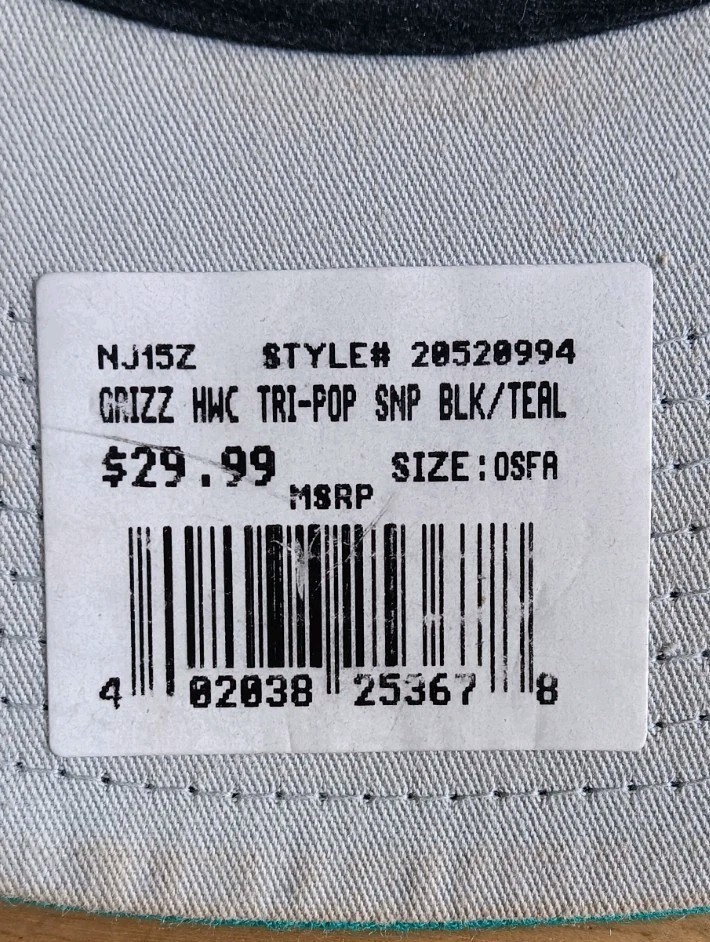 NJ15Z STYLE# 20520994
GRIZZ HWC TRI-POP SNP BLK/TEAL
$29.99 SIZE:OSFA
MSRP
4 02038 25367 8